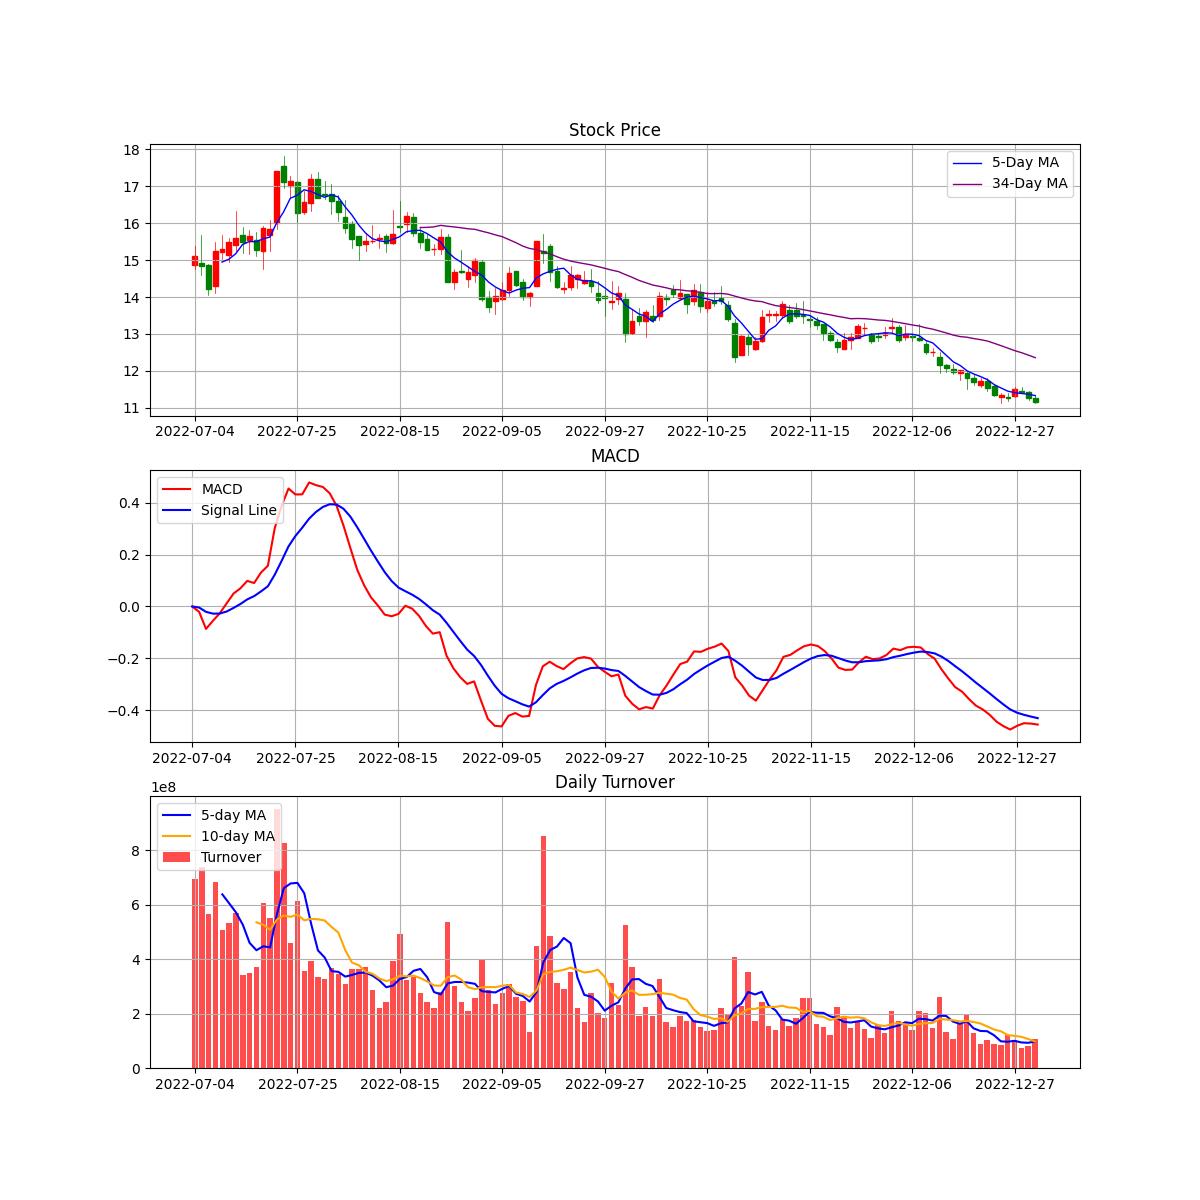 Stock Price
18
17
16
15
14
13
12
11
5-Day MA
34-Day MA
2022-07-04 2022-07-25 2022-08-15 2022-09-05 2022-09-27 2022-10-25 2022-11-15 2022-12-06 2022-12-27
MACD
0.4
0.2
0.0
−0.2
−0.4
MACD
Signal Line
2022-07-04 2022-07-25 2022-08-15 2022-09-05 2022-09-27 2022-10-25 2022-11-15 2022-12-06 2022-12-27
Daily Turnover
1e8
8
6
4
2
0
5-day MA
10-day MA
Turnover
2022-07-04 2022-07-25 2022-08-15 2022-09-05 2022-09-27 2022-10-25 2022-11-15 2022-12-06 2022-12-27